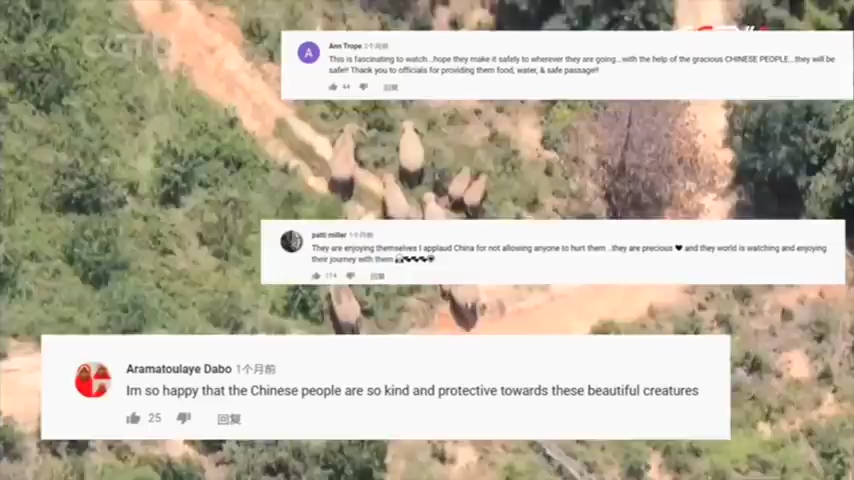 CGTN
A
Ann Trope 1个月前
This is fascinating to watch...hope they make it safely to wherever they are going...with the help of the gracious CHINESE PEOPLE...they will be
safe!! Thank you to officials for providing them food, water, & safe passage!!
44 回复
patti miller 1个月前
They are enjoying themselves I applaud China for not allowing anyone to hurt them ..they are precious ♥ and they world is watching and enjoying
their journey with them
114 回复
Aramatoulaye Dabo 1个月前
Im so happy that the Chinese people are so kind and protective towards these beautiful creatures
25 回复